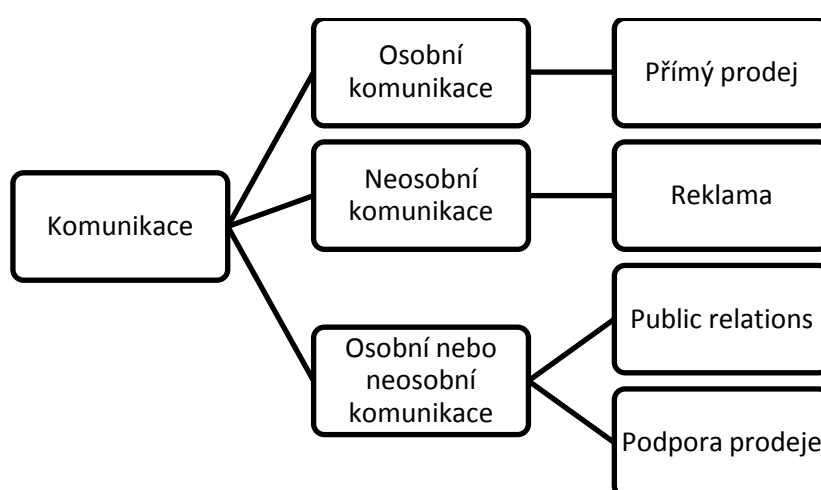 Osobní
komunikace
Přímý prodej
Neosobní
komunikace
Reklama
Komunikace
Public relations
Osobní nebo
neosobní
komunikace
Podpora prodeje